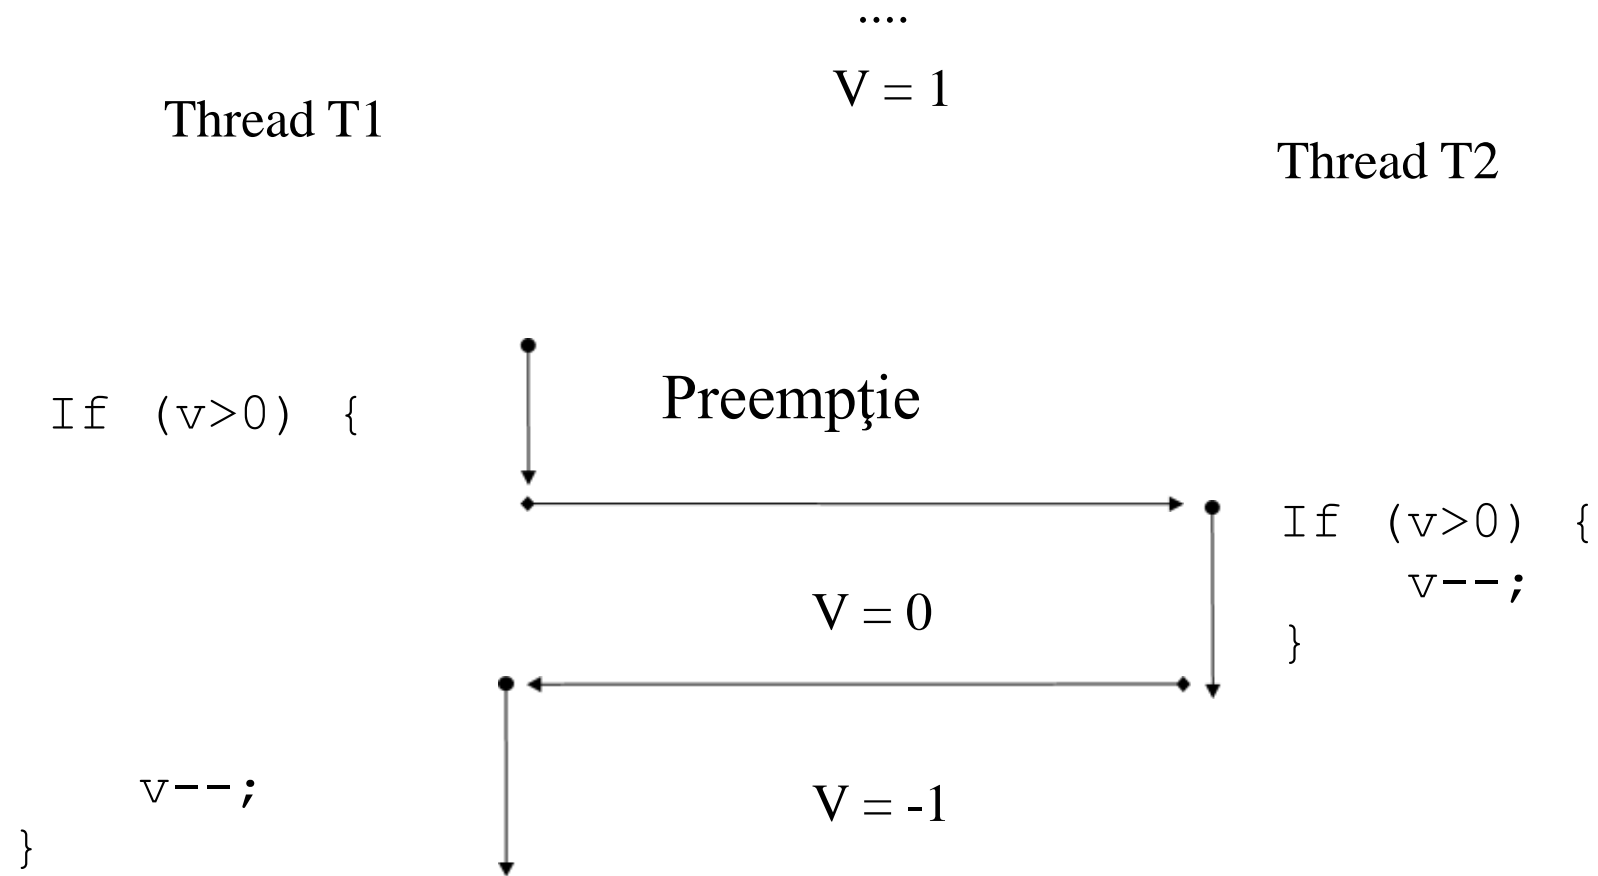 ....
V = 1
Thread T1
Thread T2
Preempţie
If (v>0) {
If (v>0) {
v--;
}
V = 0
v--;
}
V = -1